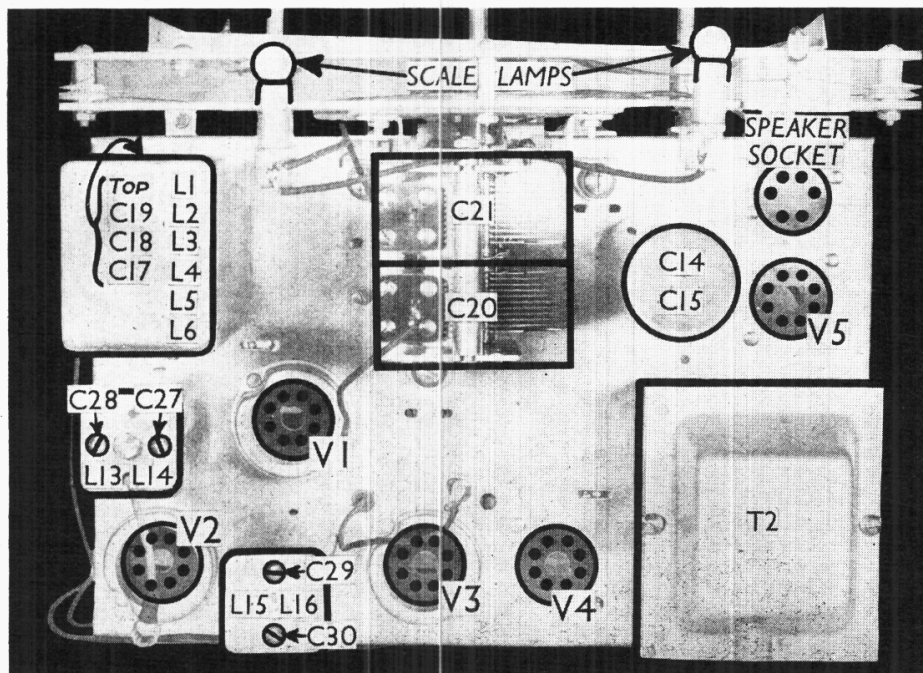 SCALE LAMPS
SPEAKER
SOCKET
TOP L1
C19 L2
C18 L3
C17 L4
L5
L6
C21
C20
C14
C15
V5
C28 C27
L13 L14
V1
V2
C29
L15 L16
C30
V3
V4
T2